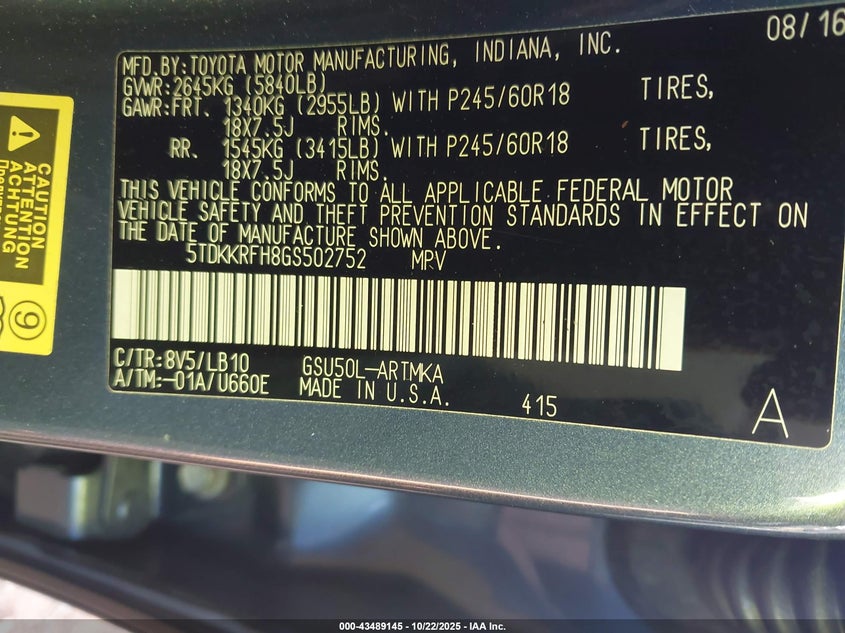 08/16
MFD.BY:TOYOTA MOTOR MANUFACTURING, INDIANA, INC.
GVWR:2645KG (5840LB)
GAWR:FRT. 1340KG (2955LB) WITH P245/60R18 TIRES,
18X7.5J RIMS.
RR. 1545KG (3415LB) WITH P245/60R18 TIRES,
18X7.5J RIMS.
THIS VEHICLE CONFORMS TO ALL APPLICABLE FEDERAL MOTOR
VEHICLE SAFETY AND THEFT PREVENTION STANDARDS IN EFFECT ON
THE DATE OF MANUFACTURE SHOWN ABOVE.
5TDKKRFH8GS502752 MPV
C/TR:8V5/LB10 GSU50L-ARTMKA
A/TM:-01A/U660E MADE IN U.S.A.
415
A
CAUTION
ATTENTION
ACHTUNG
9
000-43489145 - 10/22/2025 - IAA Inc.